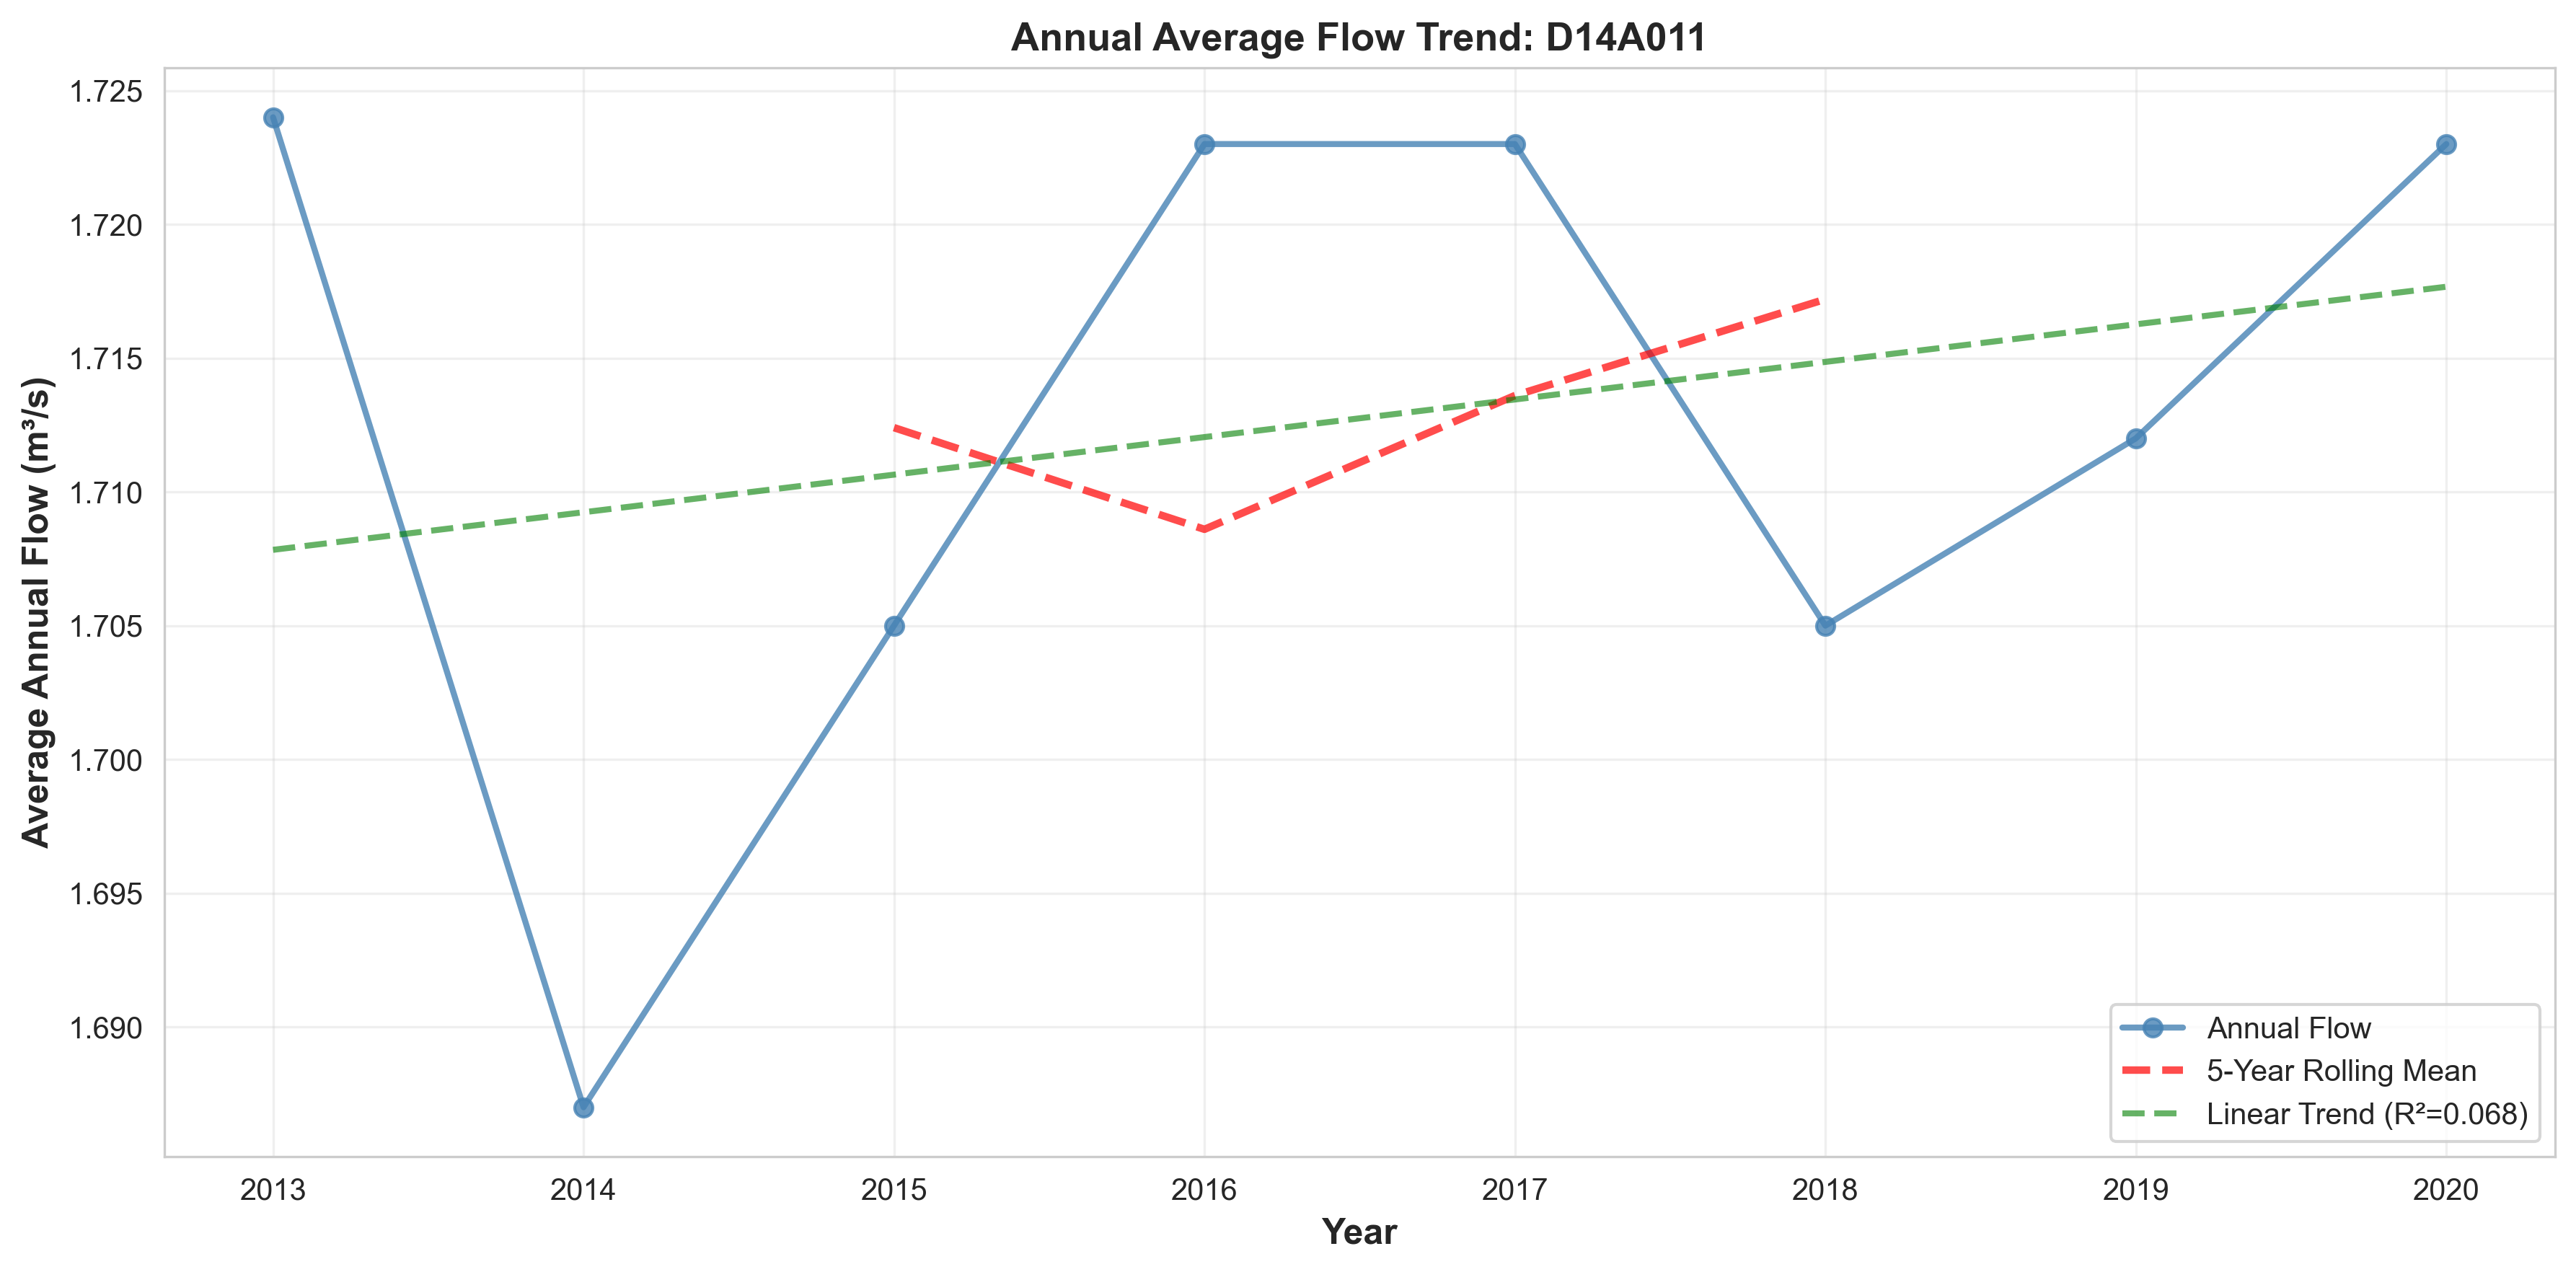 Annual Average Flow Trend: D14A011
Average Annual Flow (m³/s)
1.725
1.720
1.715
1.710
1.705
1.700
1.695
1.690
2013 2014 2015 2016 2017 2018 2019 2020
Year
Annual Flow
5-Year Rolling Mean
Linear Trend (R²=0.068)